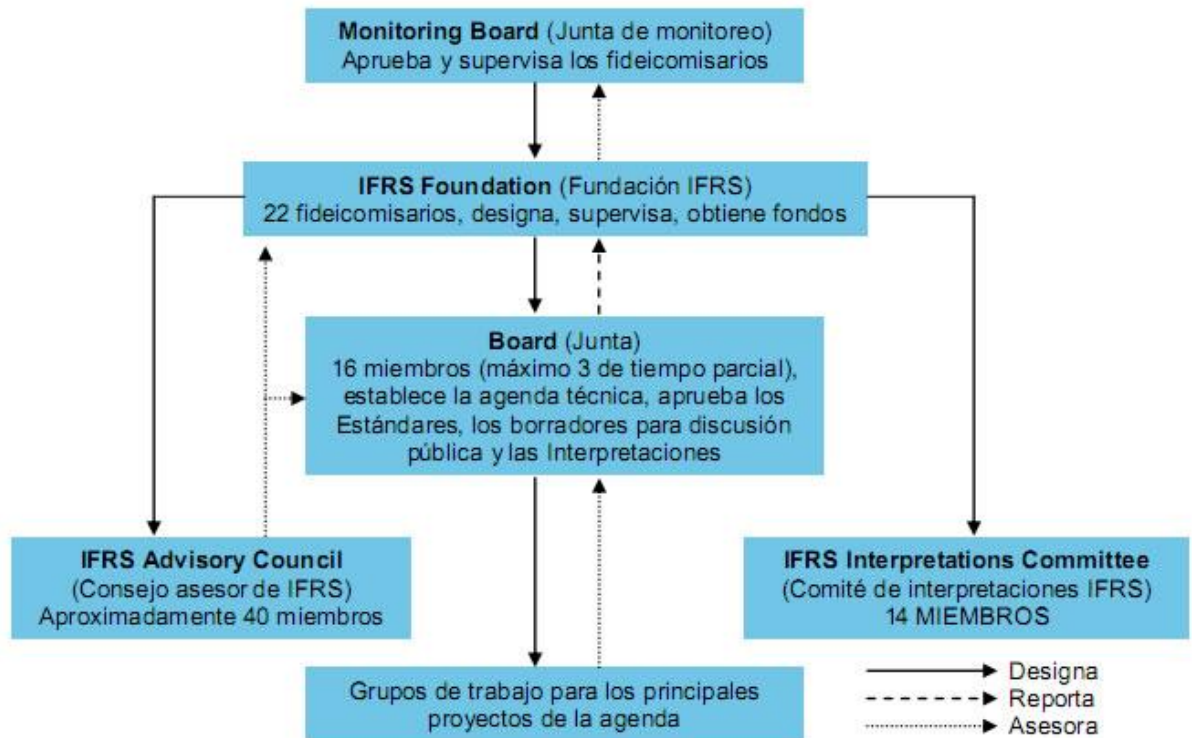 Monitoring Board (Junta de monitoreo)
Aprueba y supervisa los fideicomisarios
IFRS Foundation (Fundación IFRS)
22 fideicomisarios, designa, supervisa, obtiene fondos
Board (Junta)
16 miembros (máximo 3 de tiempo parcial),
establece la agenda técnica, aprueba los
Estándares, los borradores para discusión
pública y las Interpretaciones
IFRS Advisory Council
(Consejo asesor de IFRS)
Aproximadamente 40 miembros
IFRS Interpretations Committee
(Comité de interpretaciones IFRS)
14 MIEMBROS
Grupos de trabajo para los principales
proyectos de la agenda
Designa
Reporta
Asesora